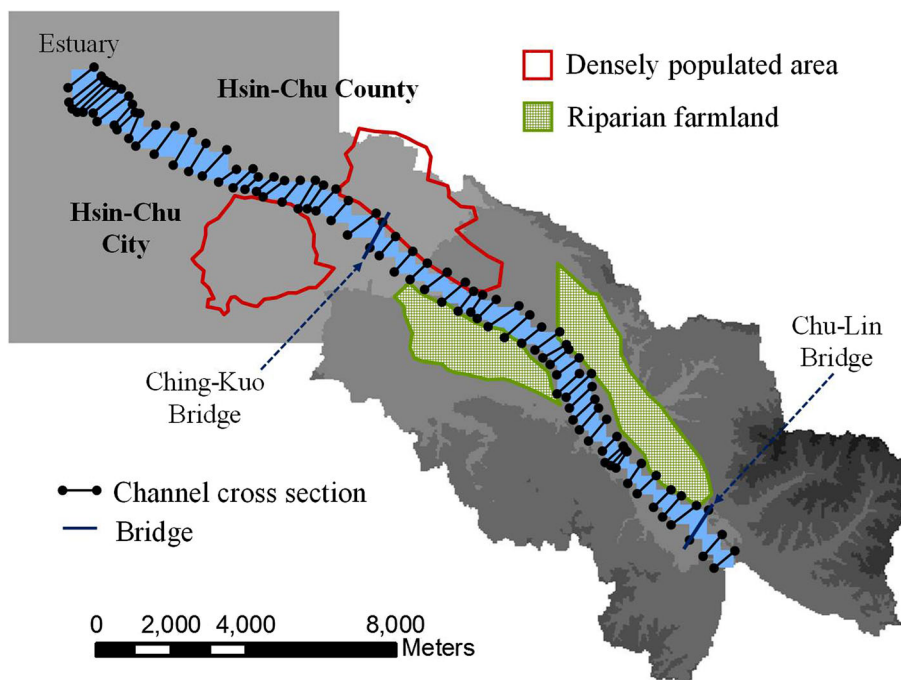 Estuary
Hsin-Chu County
Densely populated area
Riparian farmland
Hsin-Chu
City
Chu-Lin
Bridge
Ching-Kuo
Bridge
Channel cross section
Bridge
0 2,000 4,000 8,000
Meters